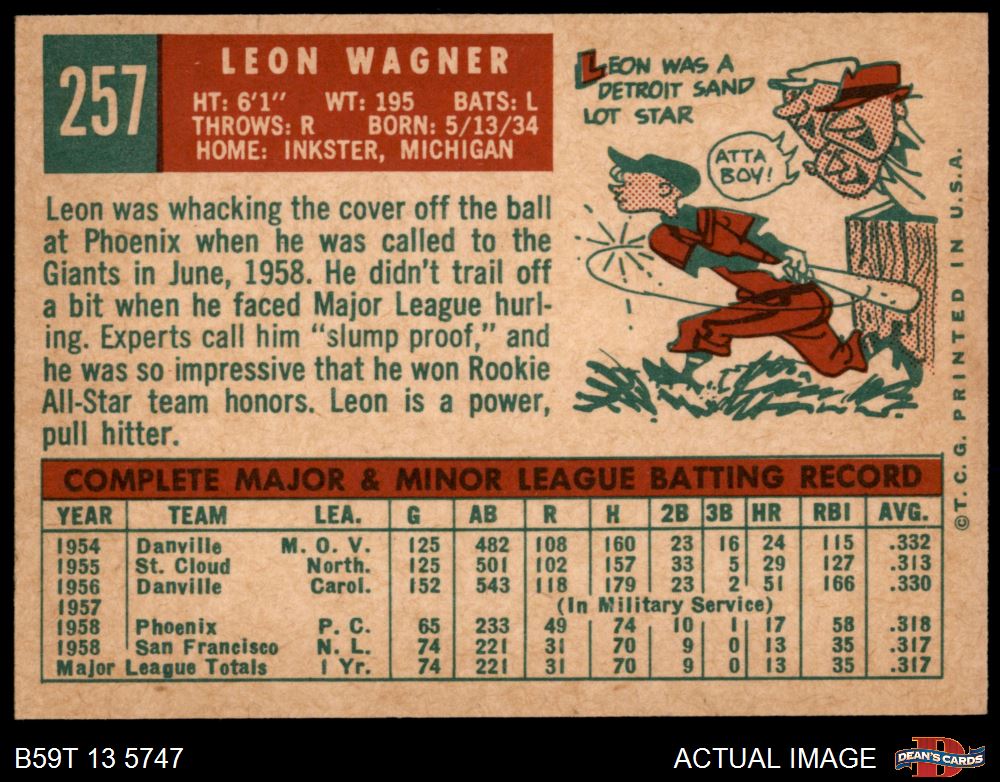 257
LEON WAGNER
HT: 6'1" WT: 195 BATS: L
THROWS: R BORN: 5/13/34
HOME: INKSTER, MICHIGAN
Leon was whacking the cover off the ball
at Phoenix when he was called to the
Giants in June, 1958. He didn't trail off
a bit when he faced Major League hurl-
ing. Experts call him "slump proof," and
he was so impressive that he won Rookie
All-Star team honors. Leon is a power,
pull hitter.
LEON WAS A
DETROIT SAND
LOT STAR
ATTA
BOY!
COMPLETE MAJOR & MINOR LEAGUE BATTING RECORD
YEAR TEAM LEA. G AB R H 2B 3B HR RBI AVG.
1954 Danville M. O. V. 125 482 108 160 23 16 24 115 .332
1955 St. Cloud North. 125 501 102 157 33 5 29 127 .313
1956 Danville Carol. 152 543 118 179 23 2 51 166 .330
1957 (In Military Service)
1958 Phoenix P. C. 65 233 49 74 10 1 17 58 .318
1958 San Francisco N. L. 74 221 31 70 9 0 13 35 .317
Major League Totals 1 Yr. 74 221 31 70 9 0 13 35 .317
© T. C. G. PRINTED IN U.S.A.
B59T 13 5747
ACTUAL IMAGE
D
DEAN'S CARDS